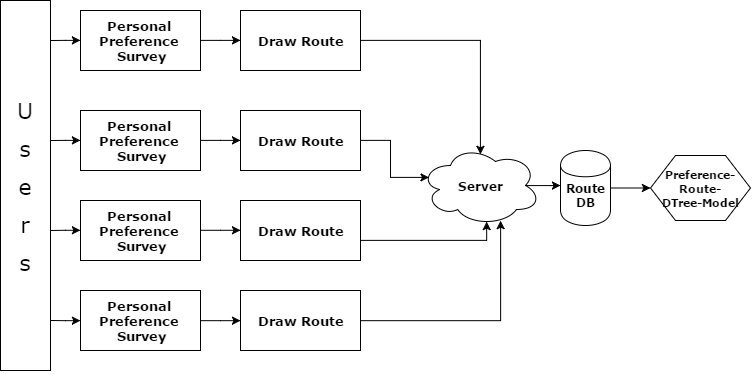 U
s
e
r
s
Personal
Preference
Survey
Draw Route
Personal
Preference
Survey
Draw Route
Personal
Preference
Survey
Draw Route
Personal
Preference
Survey
Draw Route
Server
Route
DB
Preference-
Route-
DTree-Model